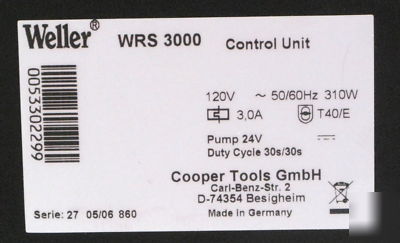 Weller® WRS 3000 Control Unit
0053302299
120V ~ 50/60Hz 310W
3,0A T40/E
Pump 24V
Duty Cycle 30s/30s
Cooper Tools GmbH
Carl-Benz-Str. 2
D-74354 Besigheim
Serie: 27 05/06 860 Made in Germany